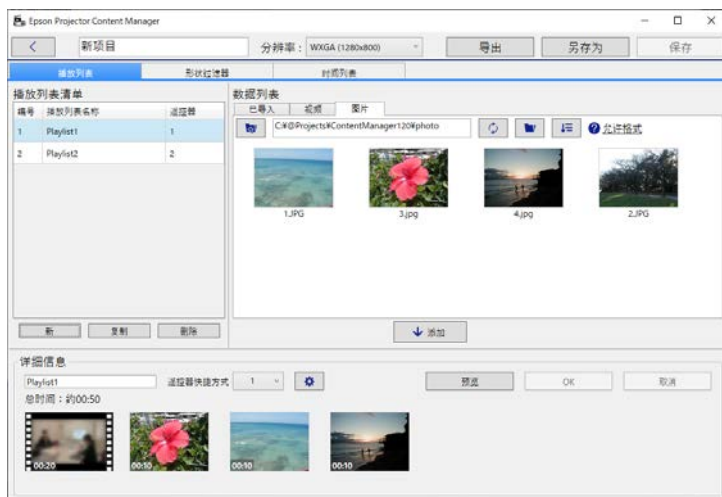 Epson Projector Content Manager
新项目
分辨率： WXGA (1280x800)
导出
另存为
保存
播放列表
形状过滤器
时间列表
播放列表清单
编号 播放列表名称 遥控器
1 Playlist1 1
2 Playlist2 2
新 复制 删除
数据列表
已导入 视频 图片
C:¥@Projects¥ContentManager120¥photo
允许格式
1.JPG 3.jpg 4.jpg 2.JPG
添加
详细信息
Playlist1 遥控器快捷方式 1 预览 OK 取消
总时间：约00:50
00:20 00:10 00:10 00:10